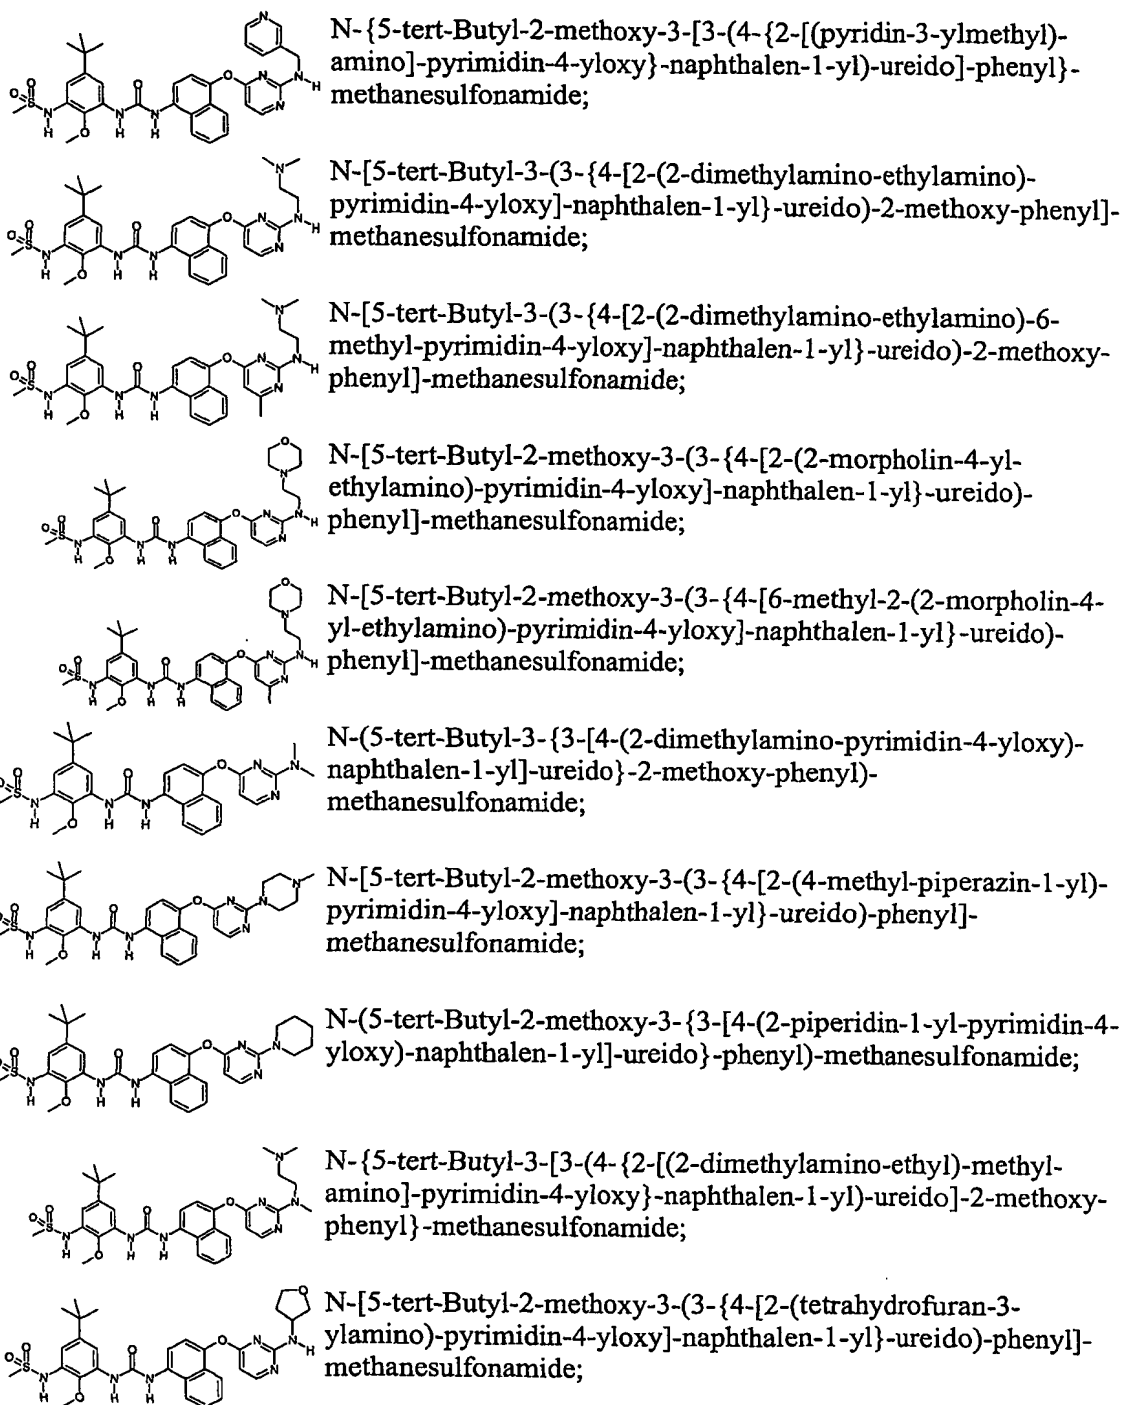 N-{5-tert-Butyl-2-methoxy-3-[3-(4-{2-[(pyridin-3-ylmethyl)-
amino]-pyrimidin-4-yloxy}-naphthalen-1-yl)-ureido]-phenyl}-
methanesulfonamide;
N-[5-tert-Butyl-3-(3-{4-[2-(2-dimethylamino-ethylamino)-
pyrimidin-4-yloxy]-naphthalen-1-yl}-ureido)-2-methoxy-phenyl]-
methanesulfonamide;
N-[5-tert-Butyl-3-(3-{4-[2-(2-dimethylamino-ethylamino)-6-
methyl-pyrimidin-4-yloxy]-naphthalen-1-yl}-ureido)-2-methoxy-
phenyl]-methanesulfonamide;
N-[5-tert-Butyl-2-methoxy-3-(3-{4-[2-(2-morpholin-4-yl-
ethylamino)-pyrimidin-4-yloxy]-naphthalen-1-yl}-ureido)-
phenyl]-methanesulfonamide;
N-[5-tert-Butyl-2-methoxy-3-(3-{4-[6-methyl-2-(2-morpholin-4-
yl-ethylamino)-pyrimidin-4-yloxy]-naphthalen-1-yl}-ureido)-
phenyl]-methanesulfonamide;
N-(5-tert-Butyl-3-{3-[4-(2-dimethylamino-pyrimidin-4-yloxy)-
naphthalen-1-yl]-ureido}-2-methoxy-phenyl)-
methanesulfonamide;
N-[5-tert-Butyl-2-methoxy-3-(3-{4-[2-(4-methyl-piperazin-1-yl)-
pyrimidin-4-yloxy]-naphthalen-1-yl}-ureido)-phenyl]-
methanesulfonamide;
N-(5-tert-Butyl-2-methoxy-3-{3-[4-(2-piperidin-1-yl-pyrimidin-4-
yloxy)-naphthalen-1-yl]-ureido}-phenyl)-methanesulfonamide;
N-{5-tert-Butyl-3-[3-(4-{2-[(2-dimethylamino-ethyl)-methyl-
amino]-pyrimidin-4-yloxy}-naphthalen-1-yl)-ureido]-2-methoxy-
phenyl}-methanesulfonamide;
N-[5-tert-Butyl-2-methoxy-3-(3-{4-[2-(tetrahydrofuran-3-
ylamino)-pyrimidin-4-yloxy]-naphthalen-1-yl}-ureido)-phenyl]-
methanesulfonamide;